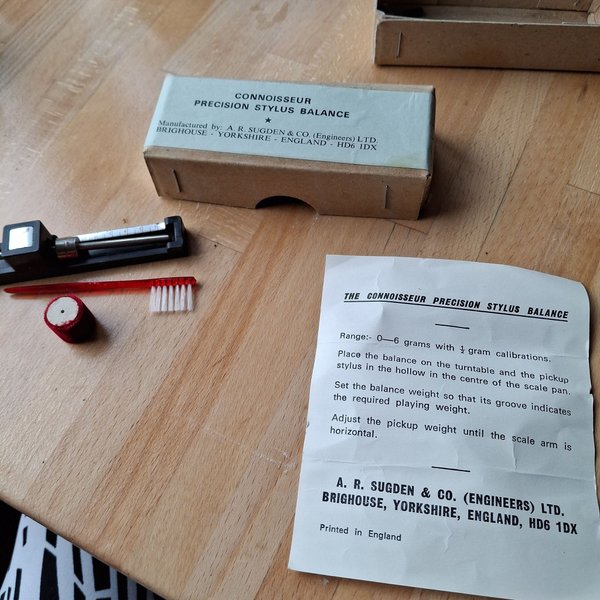 CONNOISSEUR
PRECISION STYLUS BALANCE
★
Manufactured by: A. R. SUGDEN & CO. (Engineers) LTD
BRIGHOUSE - YORKSHIRE - ENGLAND - HD6 1DX
THE CONNOISSEUR PRECISION STYLUS BALANCE
Range:- 0—6 grams with ½ gram calibrations.
Place the balance on the turntable and the pickup
stylus in the hollow in the centre of the scale pan.
Set the balance weight so that its groove indicates
the required playing weight.
Adjust the pickup weight until the scale arm is
horizontal.
A. R. SUGDEN & CO. (ENGINEERS) LTD.
BRIGHOUSE, YORKSHIRE, ENGLAND, HD6 1DX
Printed in England